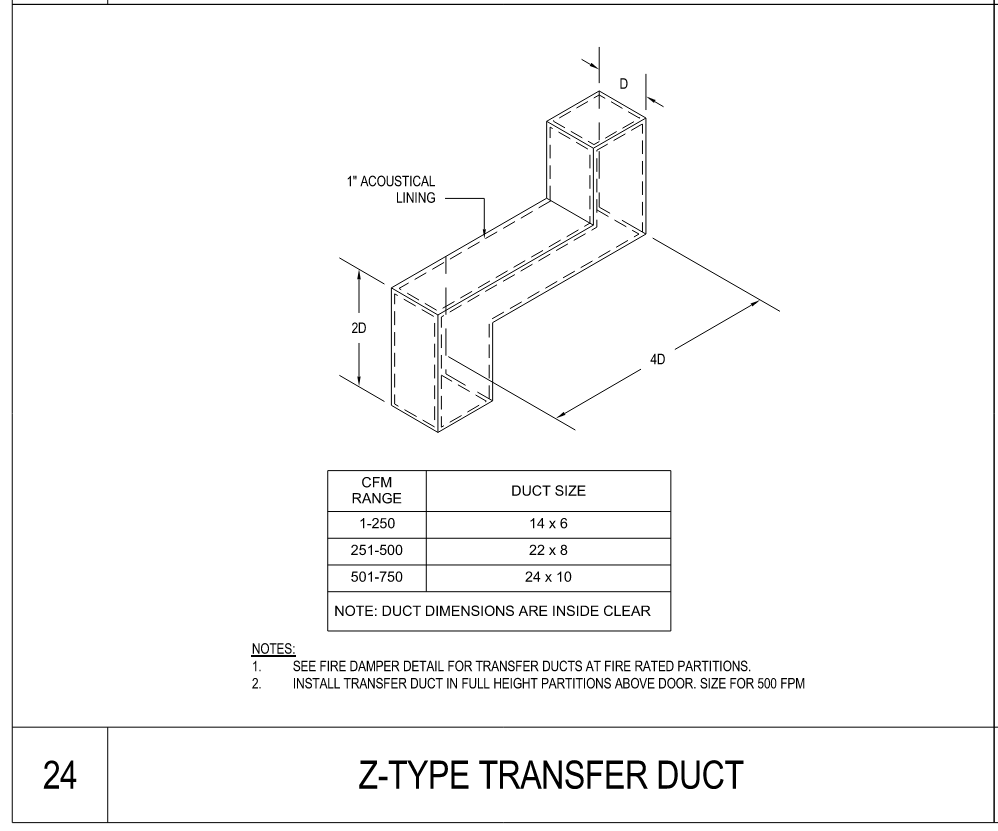 D
1" ACOUSTICAL
LINING
2D
4D
CFM
RANGE
DUCT SIZE
1-250
14 x 6
251-500
22 x 8
501-750
24 x 10
NOTE: DUCT DIMENSIONS ARE INSIDE CLEAR
NOTES:
1. SEE FIRE DAMPER DETAIL FOR TRANSFER DUCTS AT FIRE RATED PARTITIONS.
2. INSTALL TRANSFER DUCT IN FULL HEIGHT PARTITIONS ABOVE DOOR. SIZE FOR 500 FPM
24
Z-TYPE TRANSFER DUCT